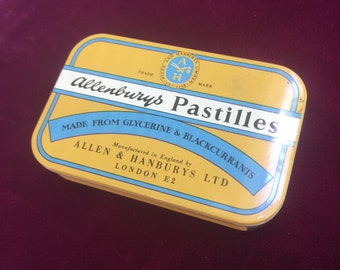 A
H
TRADE MARK
Allenburys Pastilles
MADE FROM GLYCERINE & BLACKCURRANTS
Manufactured in England by
ALLEN & HANBURYS LTD
LONDON E2